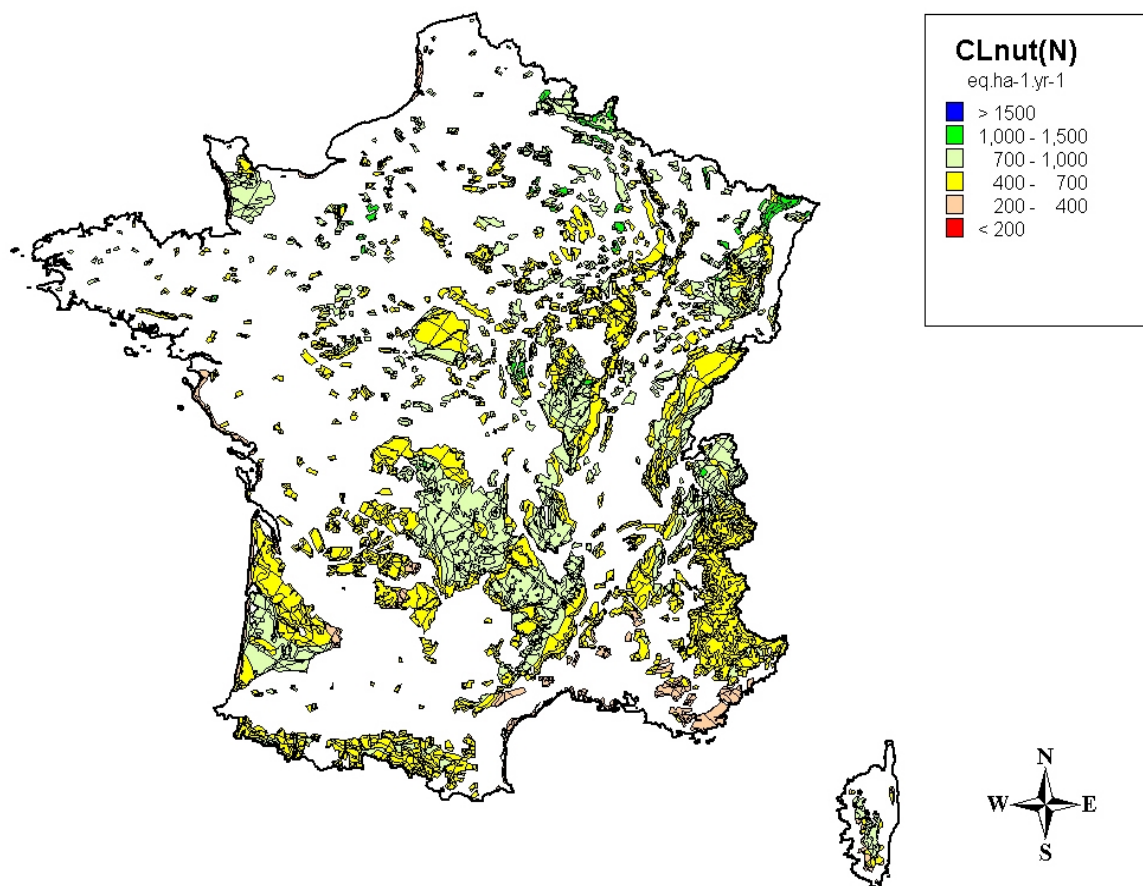 CLnut(N)
eq.ha-1.yr-1
> 1500
1,000 - 1,500
700 - 1,000
400 - 700
200 - 400
< 200
N
W E
S